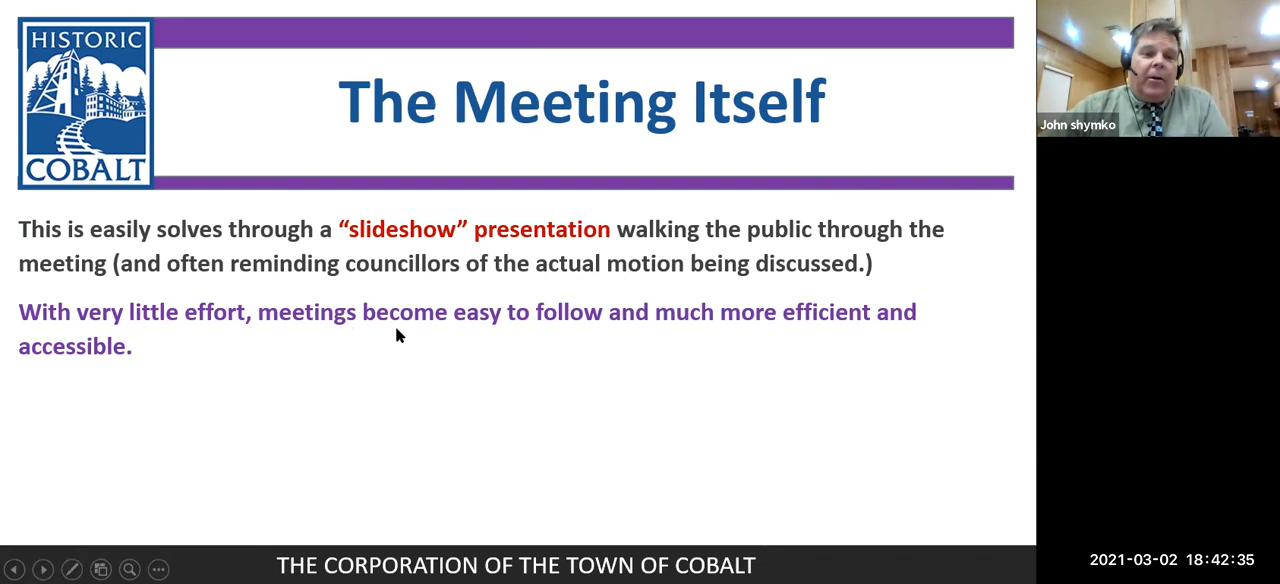 HISTORIC
COBALT
The Meeting Itself
John shymko
This is easily solves through a “slideshow” presentation walking the public through the
meeting (and often reminding councillors of the actual motion being discussed.)
With very little effort, meetings become easy to follow and much more efficient and
accessible.
THE CORPORATION OF THE TOWN OF COBALT
2021-03-02 18:42:35